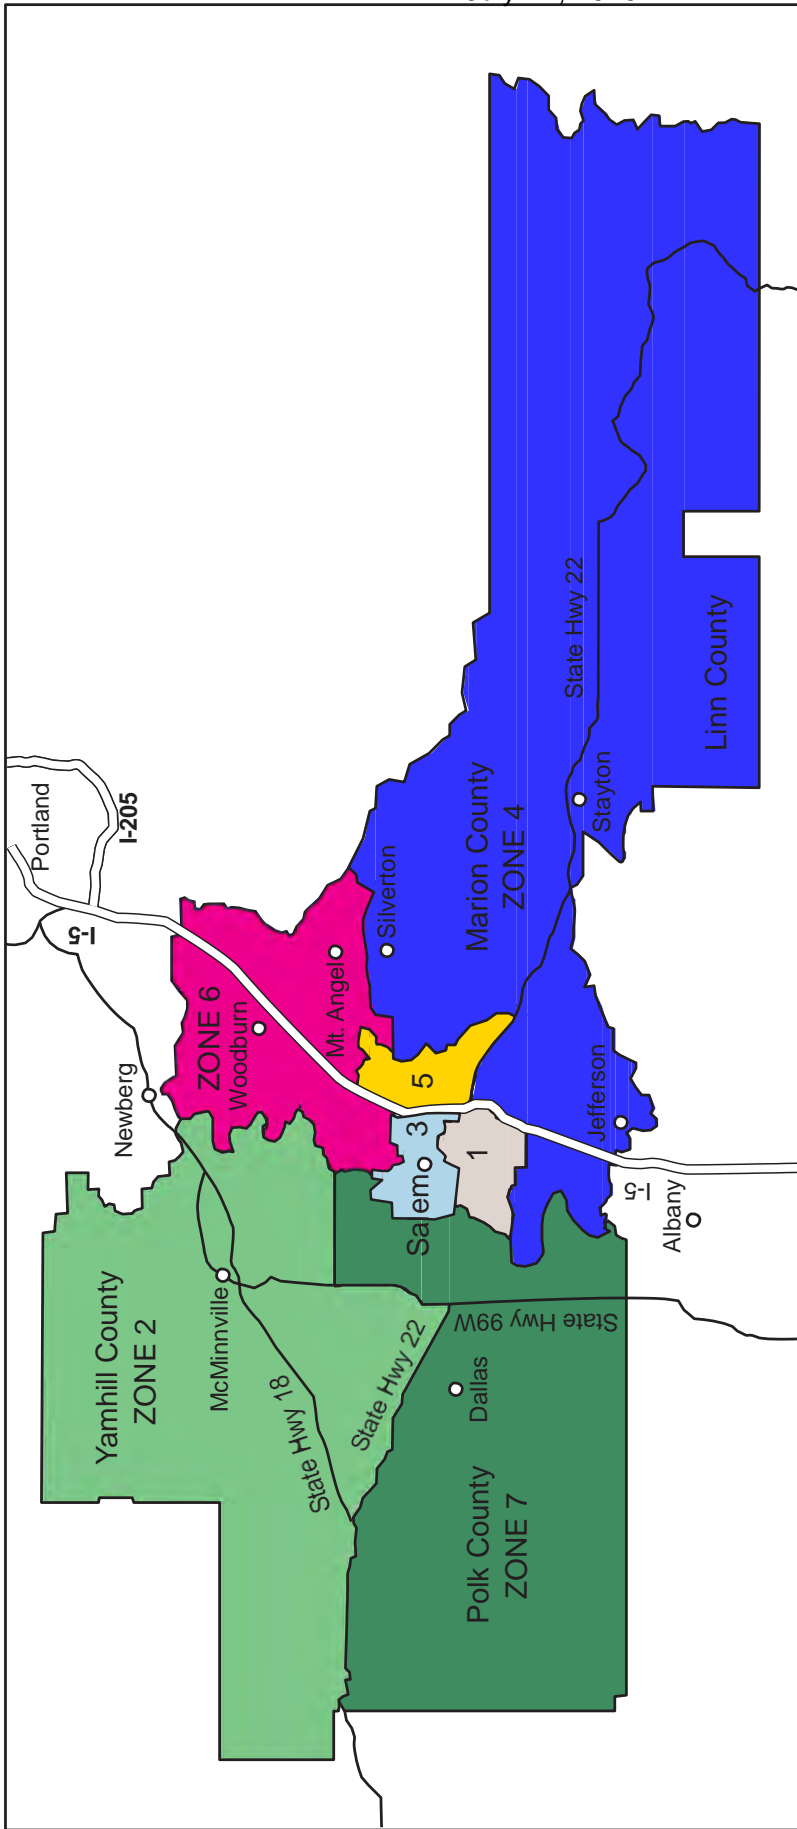 Portland
I-5
I-205
Newberg
Yamhill County
ZONE 2
McMinnville
ZONE 6
Woodburn
State Hwy 18
Mt. Angel
State Hwy 22
Silverton
3
Salem
5
1
Marion County
ZONE 4
Polk County
ZONE 7
Dallas
State Hwy 99W
State Hwy 22
Stayton
Jefferson
I-5
Albany
Linn County